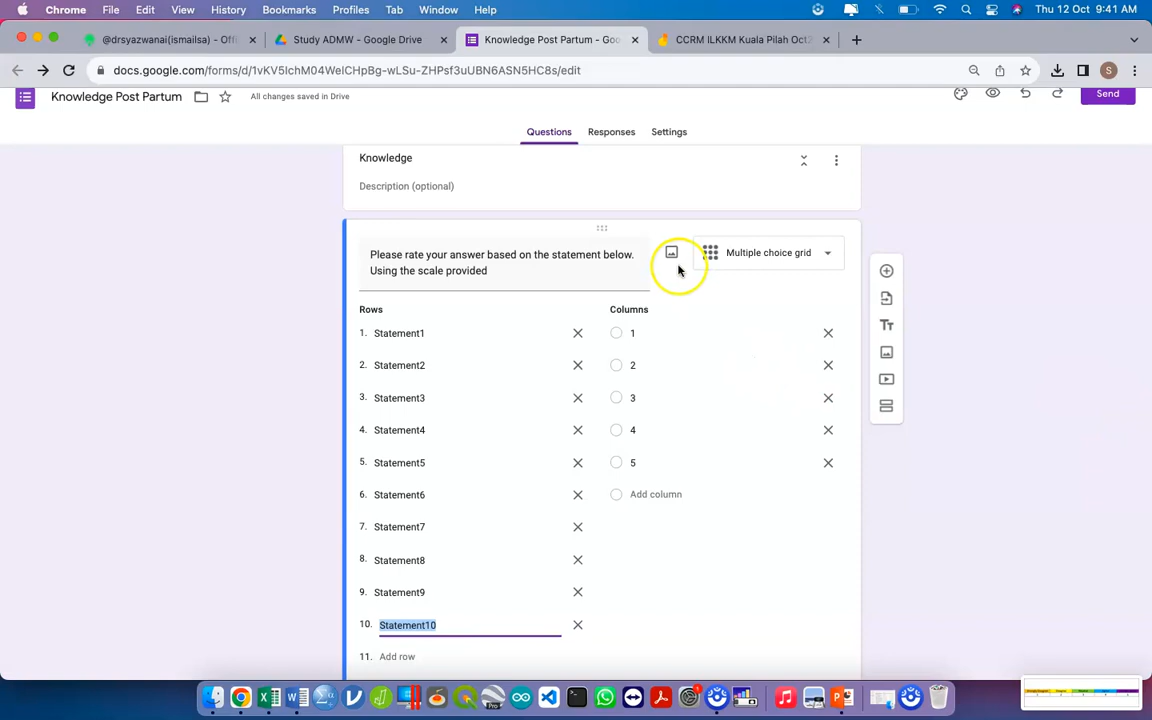 Chrome File Edit View History Bookmarks Profiles Tab Window Help Thu 12 Oct 9:41 AM
@drsyazwanai(ismailsa) - Offi Study ADMW - Google Drive Knowledge Post Partum - Goo CCRM ILKKM Kuala Pilah Oct2
docs.google.com/forms/d/1vKV5IchM04WelCHpBg-wLSu-ZHPsf3uUBN6ASN5HC8s/edit S
Knowledge Post Partum All changes saved in Drive Send
Questions Responses Settings
Knowledge
Description (optional)
Please rate your answer based on the statement below. Multiple choice grid
Using the scale provided
Rows Columns
1. Statement1 1
2. Statement2 2
3. Statement3 3
4. Statement4 4
5. Statement5 5
6. Statement6 Add column
7. Statement7
8. Statement8
9. Statement9
10. Statement10
11. Add row